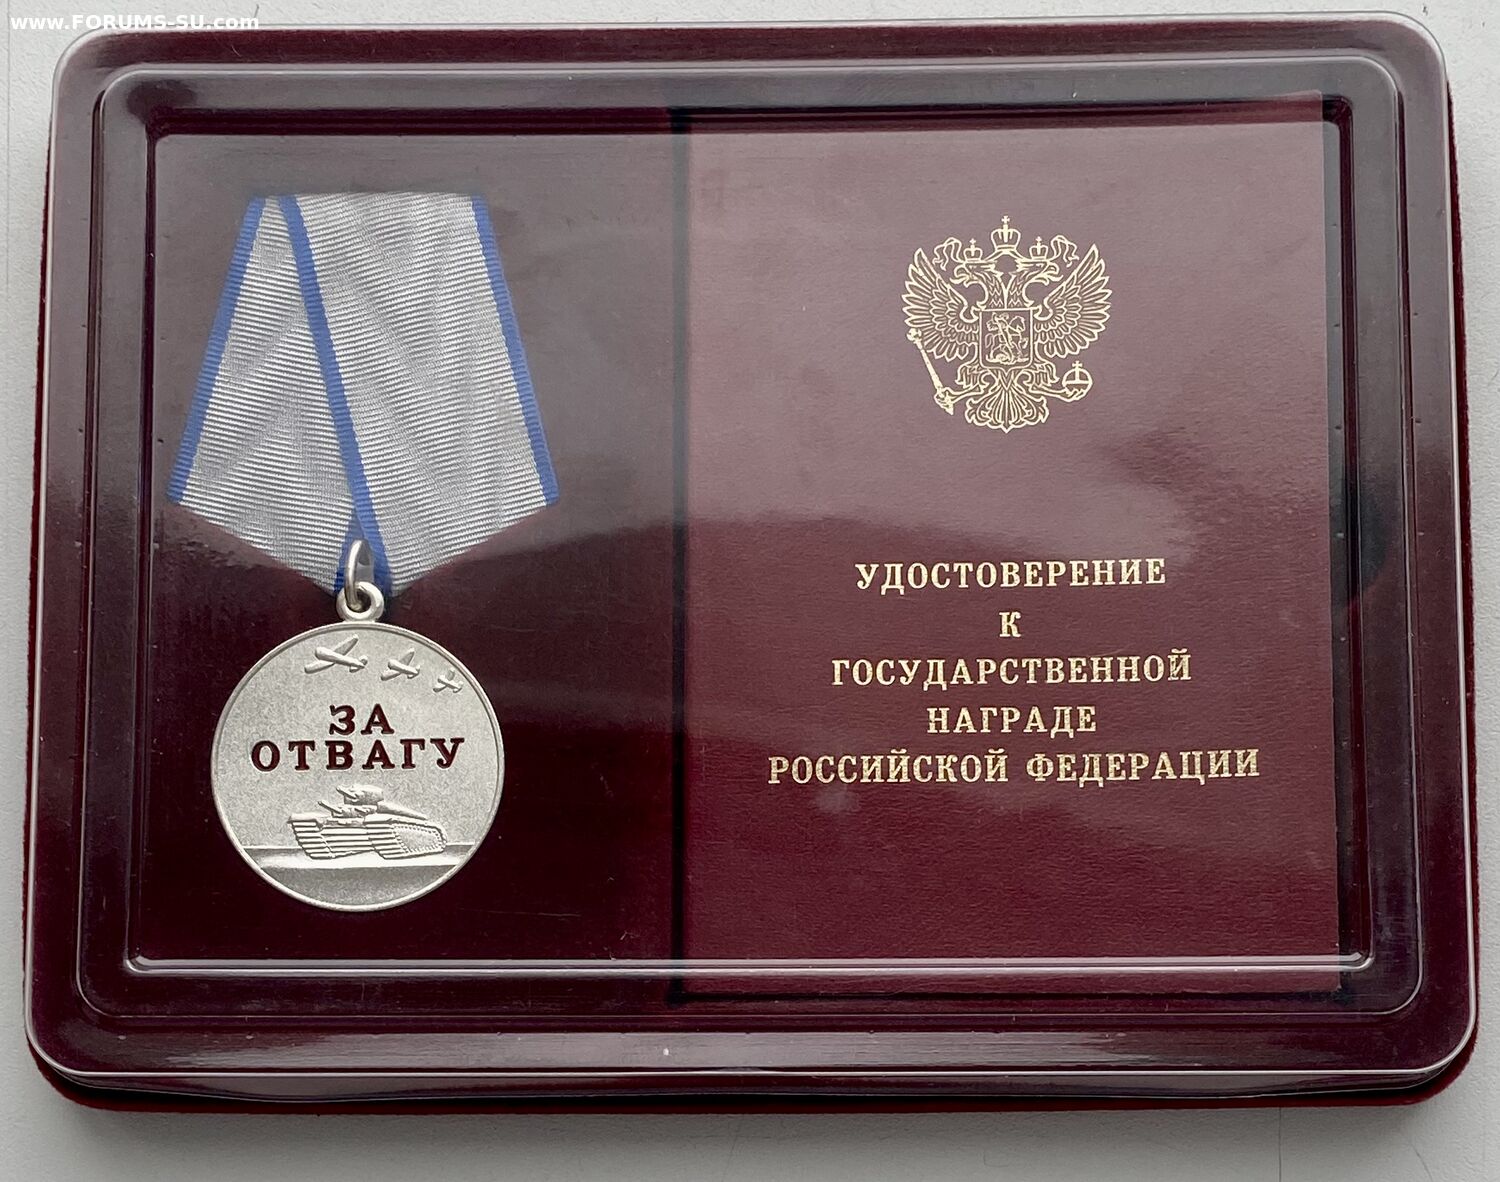 www.FORUMS-SU.com
ЗА
ОТВАГУ
УДОСТОВЕРЕНИЕ
К
ГОСУДАРСТВЕННОЙ
НАГРАДЕ
РОССИЙСКОЙ ФЕДЕРАЦИИ